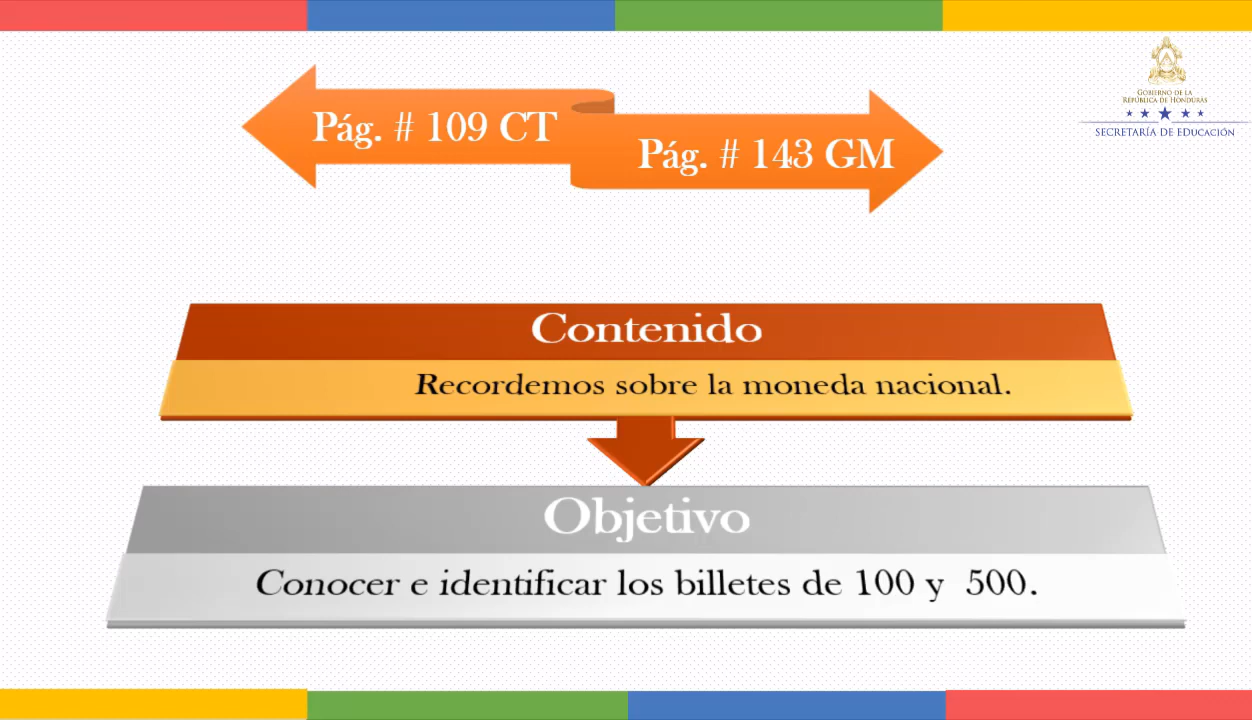 GOBIERNO DE LA
REPÚBLICA DE HONDURAS
SECRETARÍA DE EDUCACIÓN
Pág. # 109 CT
Pág. # 143 GM
Contenido
Recordemos sobre la moneda nacional.
Objetivo
Conocer e identificar los billetes de 100 y 500.